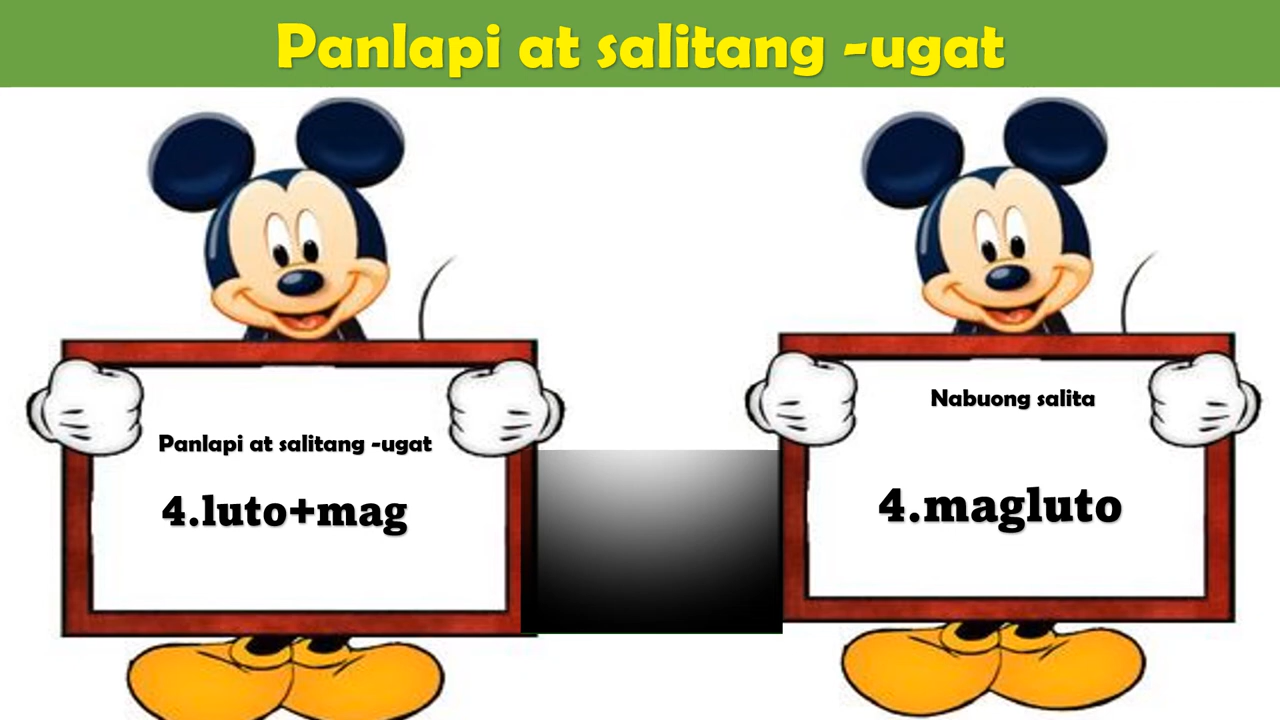 Panlapi at salitang -ugat
Panlapi at salitang -ugat
4.luto+mag
Nabuong salita
4.magluto